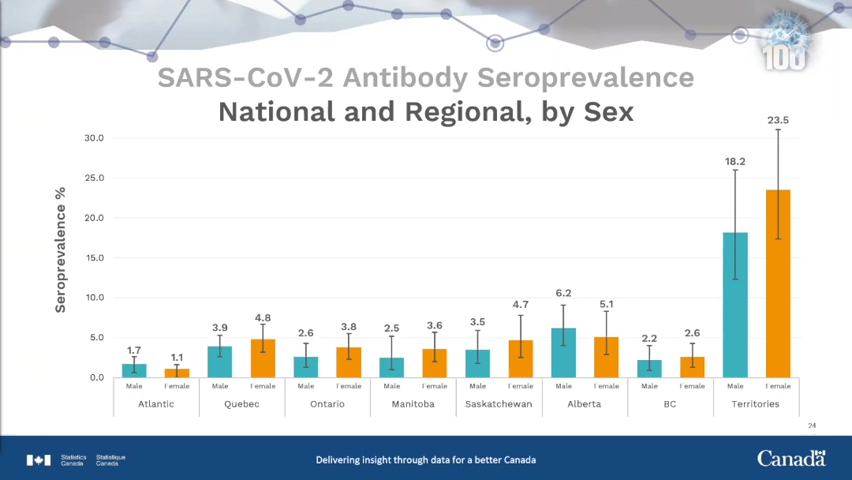 100
SARS-CoV-2 Antibody Seroprevalence
National and Regional, by Sex
Seroprevalence %
30.0
25.0
20.0
15.0
10.0
5.0
0.0
1.7
1.1
3.9
4.8
2.6
3.8
2.5
3.6
3.5
4.7
6.2
5.1
2.2
2.6
18.2
23.5
Male Female Male Female Male Female Male Female Male Female Male Female Male Female Male Female
Atlantic Quebec Ontario Manitoba Saskatchewan Alberta BC Territories
24
Statistics Statistique
Canada Canada
Delivering insight through data for a better Canada
Canada